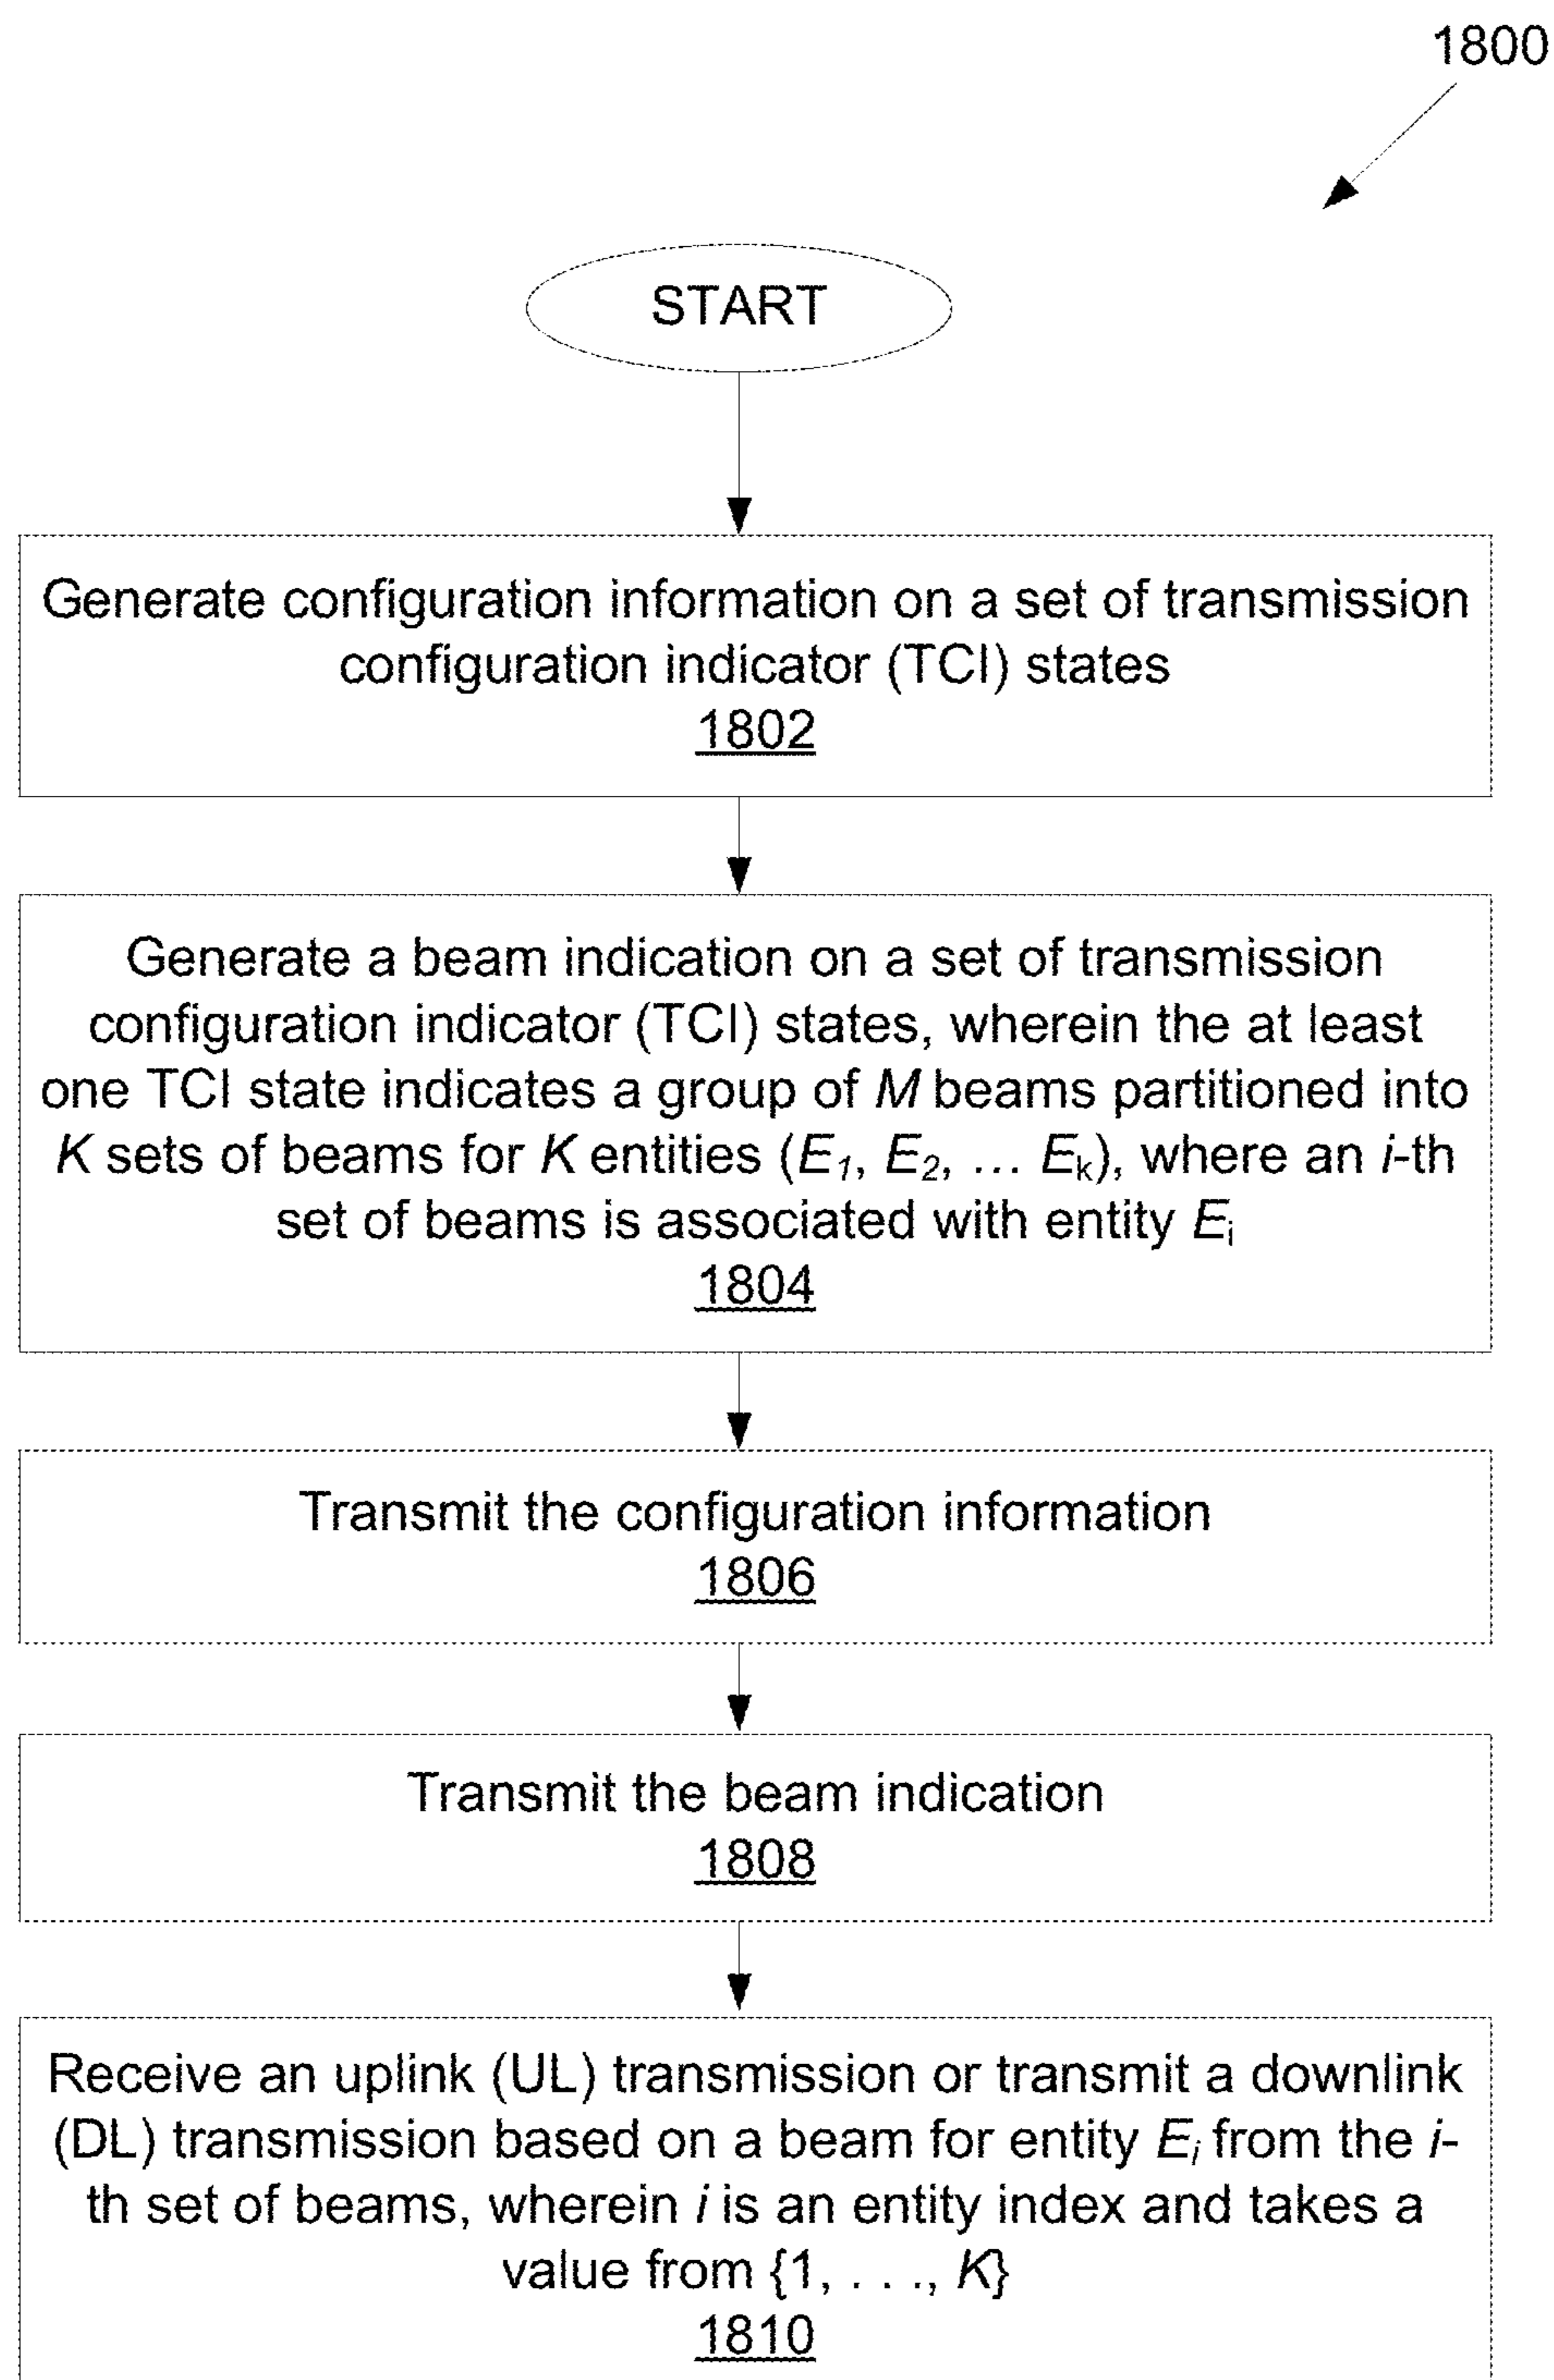 1800
START
Generate configuration information on a set of transmission
configuration indicator (TCI) states
1802
Generate a beam indication on a set of transmission
configuration indicator (TCI) states, wherein the at least
one TCI state indicates a group of M beams partitioned into
K sets of beams for K entities (E1, E2, … Ek), where an i-th
set of beams is associated with entity Ei
1804
Transmit the configuration information
1806
Transmit the beam indication
1808
Receive an uplink (UL) transmission or transmit a downlink
(DL) transmission based on a beam for entity Ei from the i-
th set of beams, wherein i is an entity index and takes a
value from {1, . . ., K}
1810